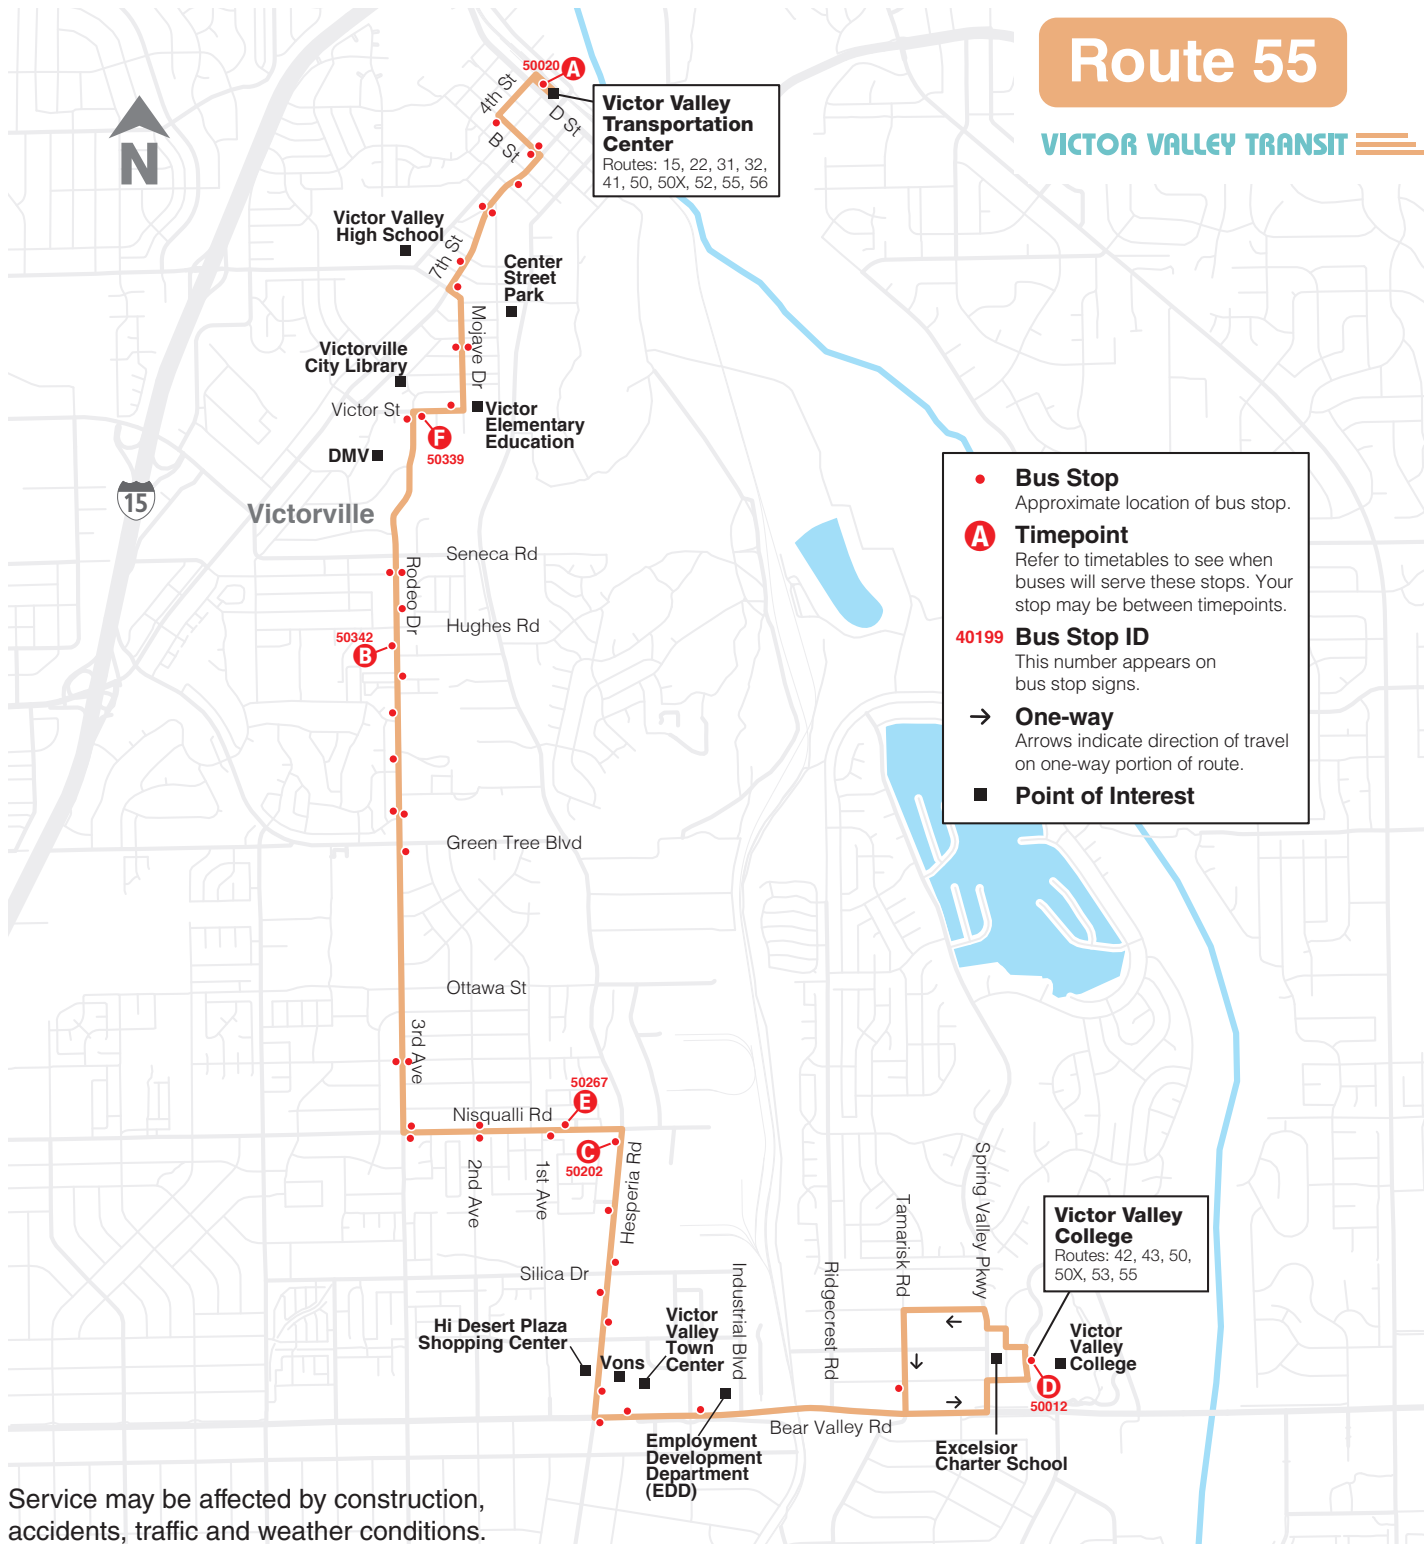 Route 55
VICTOR VALLEY TRANSIT
N
50020
A
4th St
D St
B St
Victor Valley
Transportation
Center
Routes: 15, 22, 31, 32,
41, 50, 50X, 52, 55, 56
Victor Valley
High School
7th St
Center
Street
Park
Mojave Dr
Victorville
City Library
Victor St
Victor
Elementary
Education
F
50339
DMV
15
Victorville
Seneca Rd
Rodeo Dr
Hughes Rd
50342
B
Green Tree Blvd
Ottawa St
3rd Ave
50267
E
Nisqualli Rd
C
50202
2nd Ave
1st Ave
Hesperia Rd
Silica Dr
Industrial Blvd
Ridgecrest Rd
Tamarisk Rd
Spring Valley Pkwy
Hi Desert Plaza
Shopping Center
Vons
Victor
Valley
Town
Center
Employment
Development
Department
(EDD)
Bear Valley Rd
Excelsior
Charter School
Victor Valley
College
Routes: 42, 43, 50,
50X, 53, 55
Victor
Valley
College
D
50012
Bus Stop
Approximate location of bus stop.
A
Timepoint
Refer to timetables to see when
buses will serve these stops. Your
stop may be between timepoints.
40199
Bus Stop ID
This number appears on
bus stop signs.
One-way
Arrows indicate direction of travel
on one-way portion of route.
Point of Interest
Service may be affected by construction,
accidents, traffic and weather conditions.